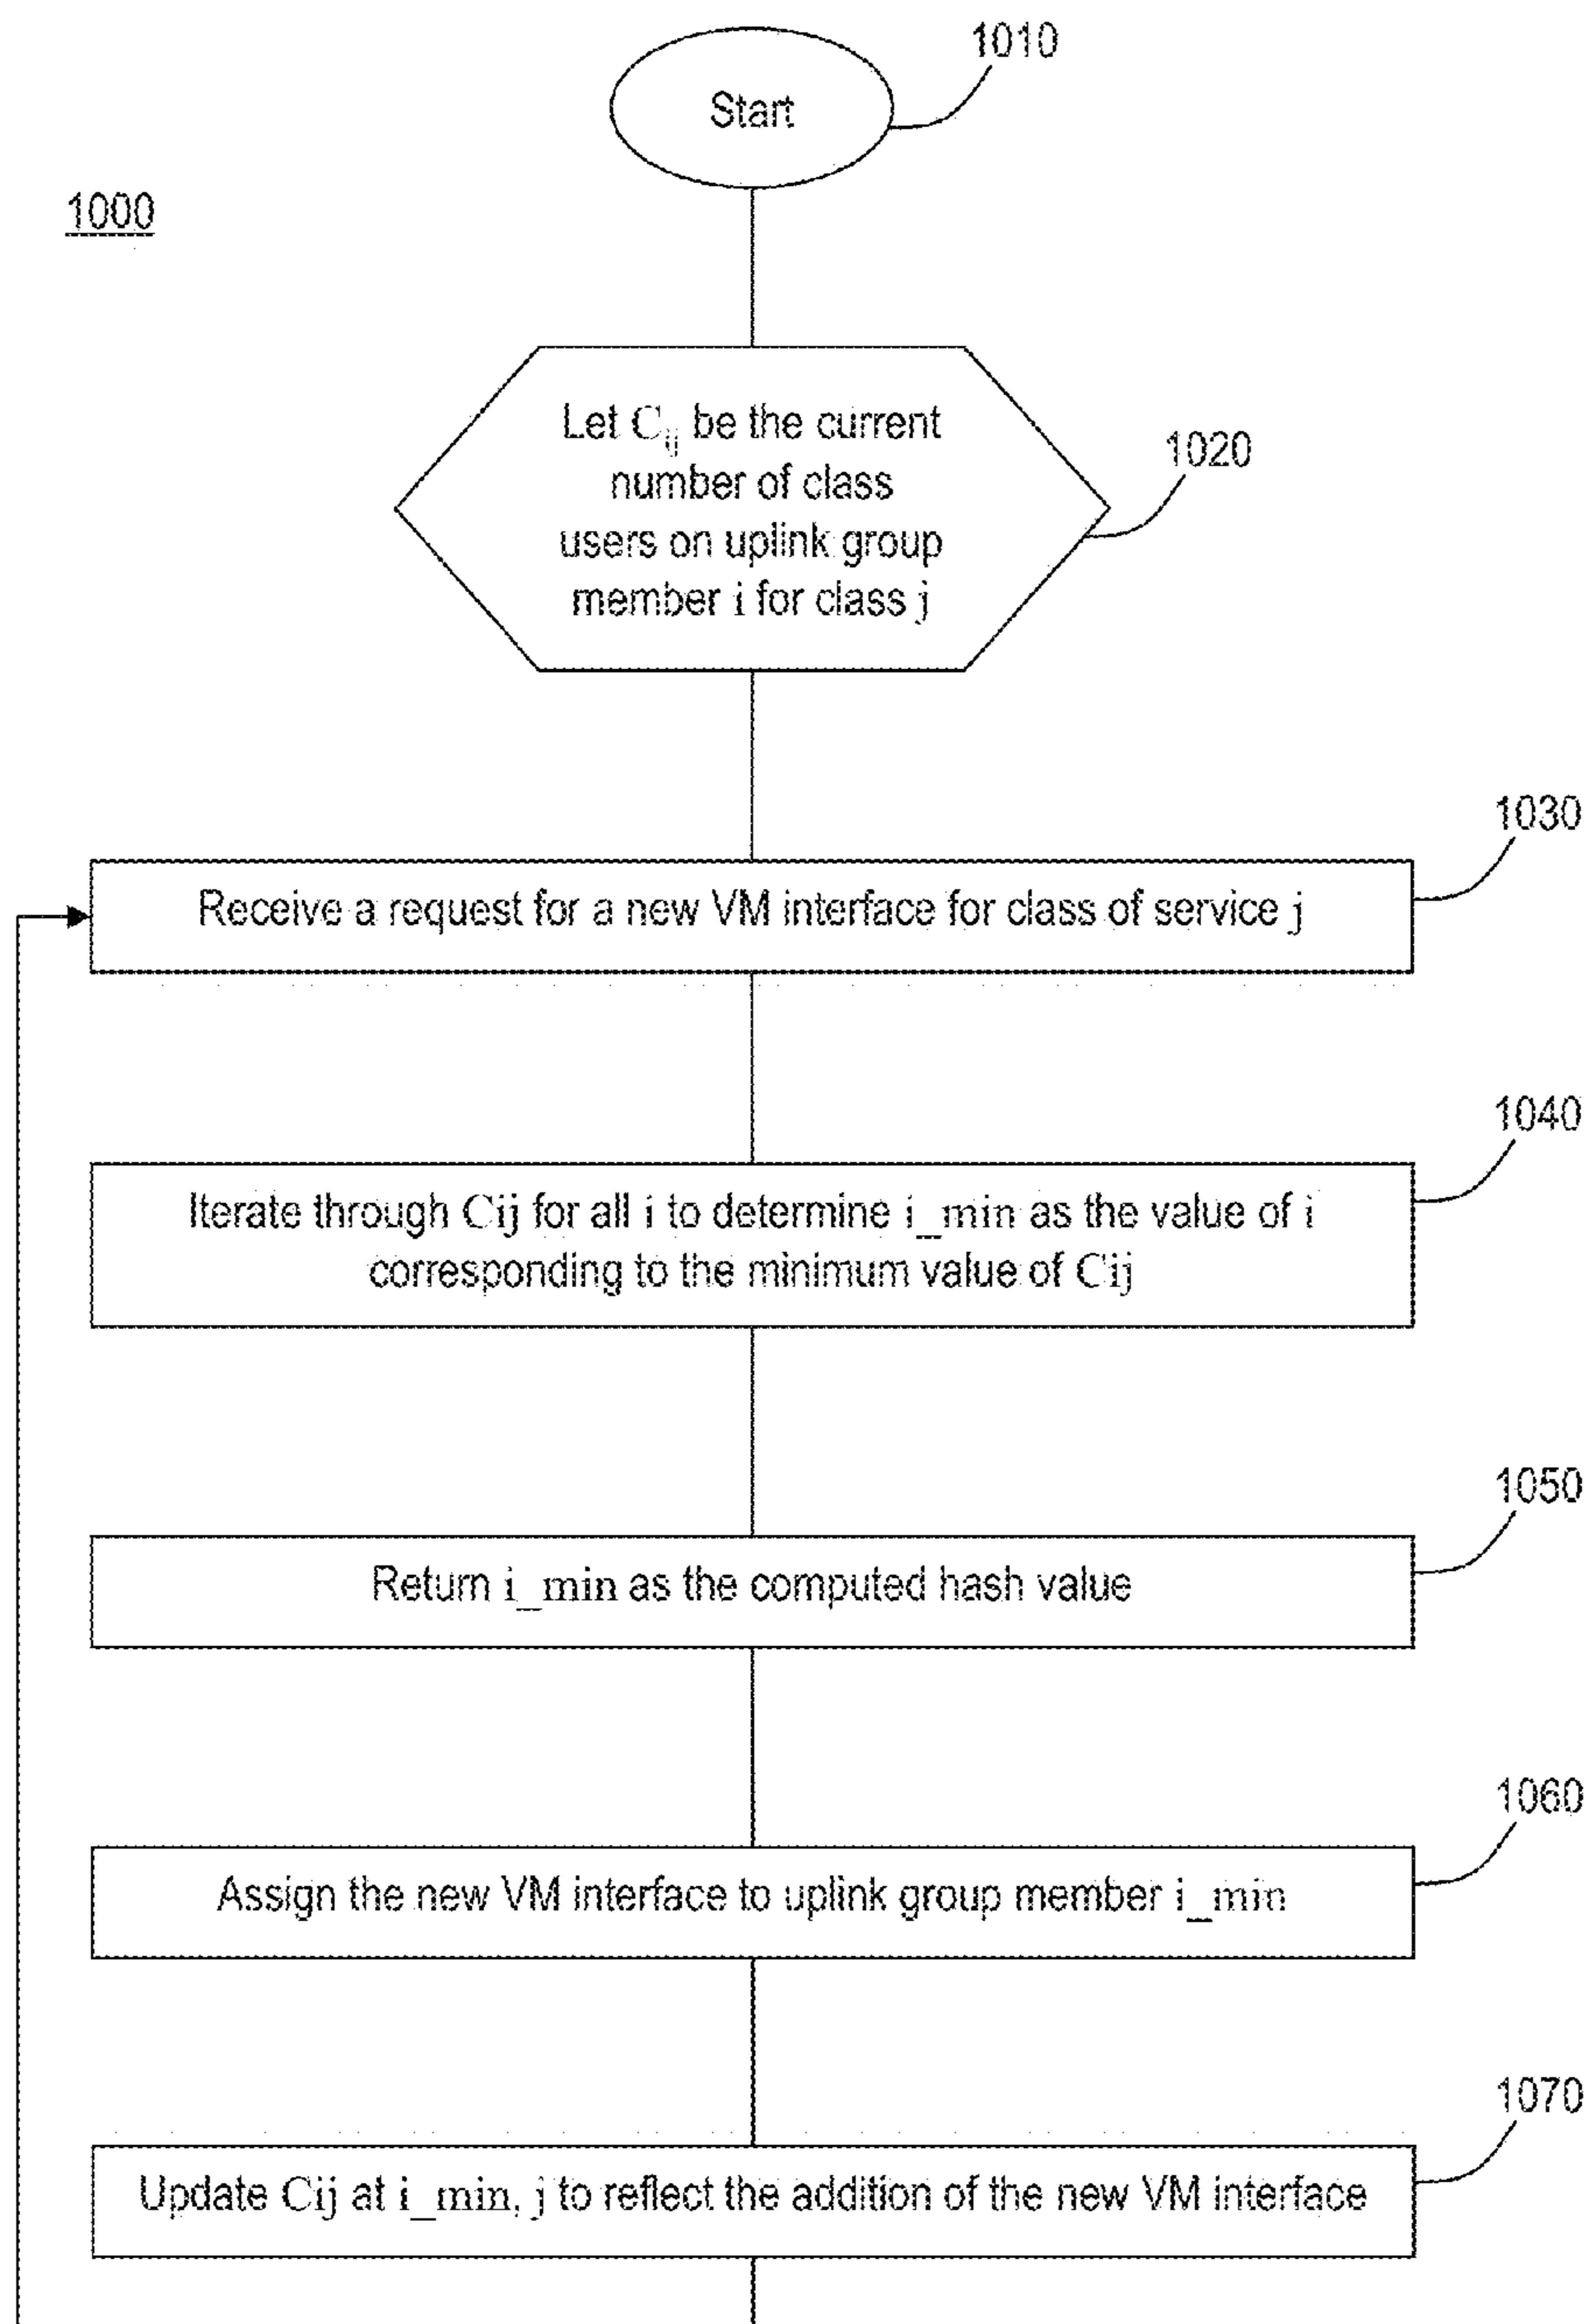 1010
Start
1000
Let Cij be the current
number of class
users on uplink group
member i for class j
1020
1030
Receive a request for a new VM interface for class of service j
1040
Iterate through Cij for all i to determine i_min as the value of i
corresponding to the minimum value of Cij
1050
Return i_min as the computed hash value
1060
Assign the new VM interface to uplink group member i_min
1070
Update Cij at i_min, j to reflect the addition of the new VM interface